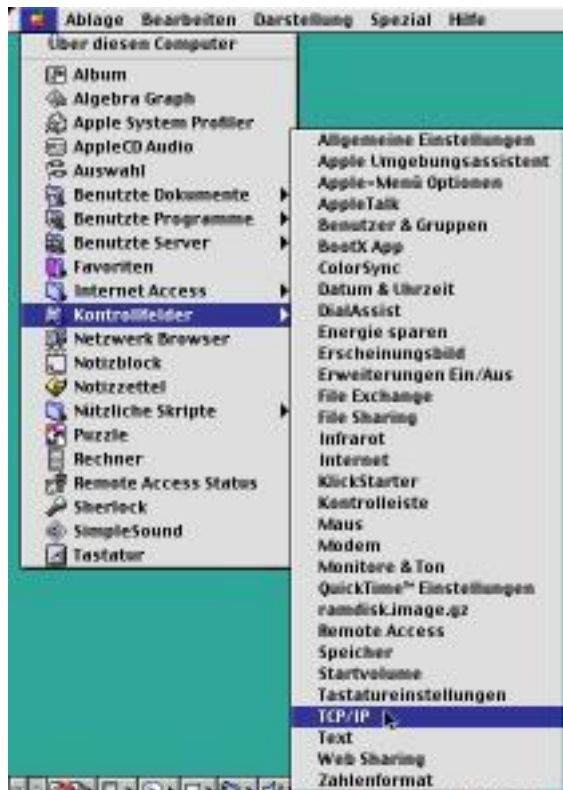 Ablage Bearbeiten Darstellung Spezial Hilfe
Über diesen Computer
Album
Algebra Graph
Apple System Profiler
AppleCD Audio
Auswahl
Benutzte Dokumente
Benutzte Programme
Benutzte Server
Favoriten
Internet Access
Kontrollfelder
Netzwerk Browser
Notizblock
Notizzettel
Nützliche Skripte
Puzzle
Rechner
Remote Access Status
Sherlock
SimpleSound
Tastatur
Allgemeine Einstellungen
Apple Umgebungsassistent
Apple-Menü Optionen
AppleTalk
Benutzer & Gruppen
BootX App
ColorSync
Datum & Uhrzeit
DialAssist
Energie sparen
Erscheinungsbild
Erweiterungen Ein/Aus
File Exchange
File Sharing
Infrarot
Internet
KlickStarter
Kontrolleiste
Maus
Modem
Monitore & Ton
QuickTime™ Einstellungen
ramdisk.image.gz
Remote Access
Speicher
Startvolume
Tastatureinstellungen
TCP/IP
Text
Web Sharing
Zahlenformat